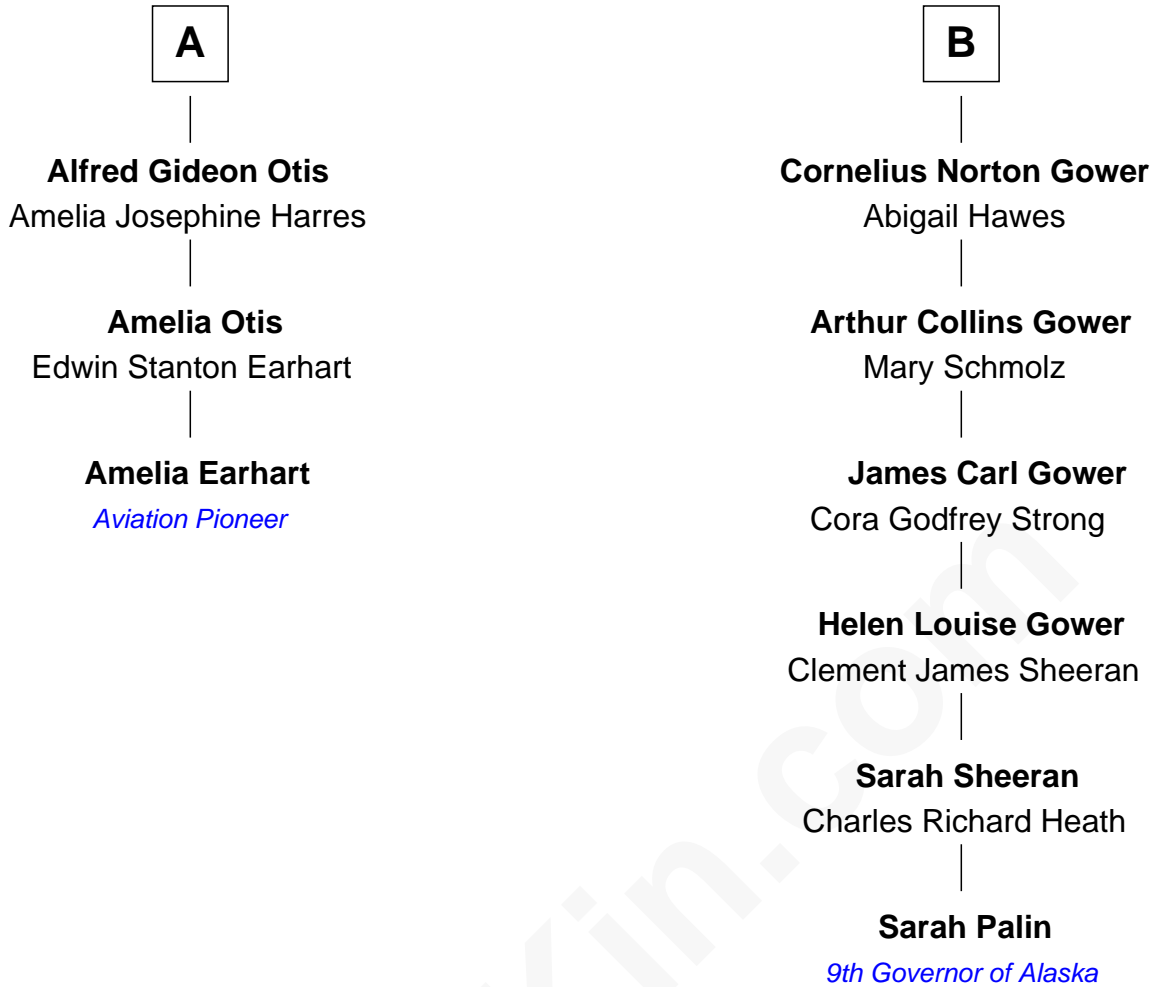 A
Alfred Gideon Otis
Amelia Josephine Harres
Amelia Otis
Edwin Stanton Earhart
Amelia Earhart
Aviation Pioneer
B
Cornelius Norton Gower
Abigail Hawes
Arthur Collins Gower
Mary Schmolz
James Carl Gower
Cora Godfrey Strong
Helen Louise Gower
Clement James Sheeran
Sarah Sheeran
Charles Richard Heath
Sarah Palin
9th Governor of Alaska
Kin.com